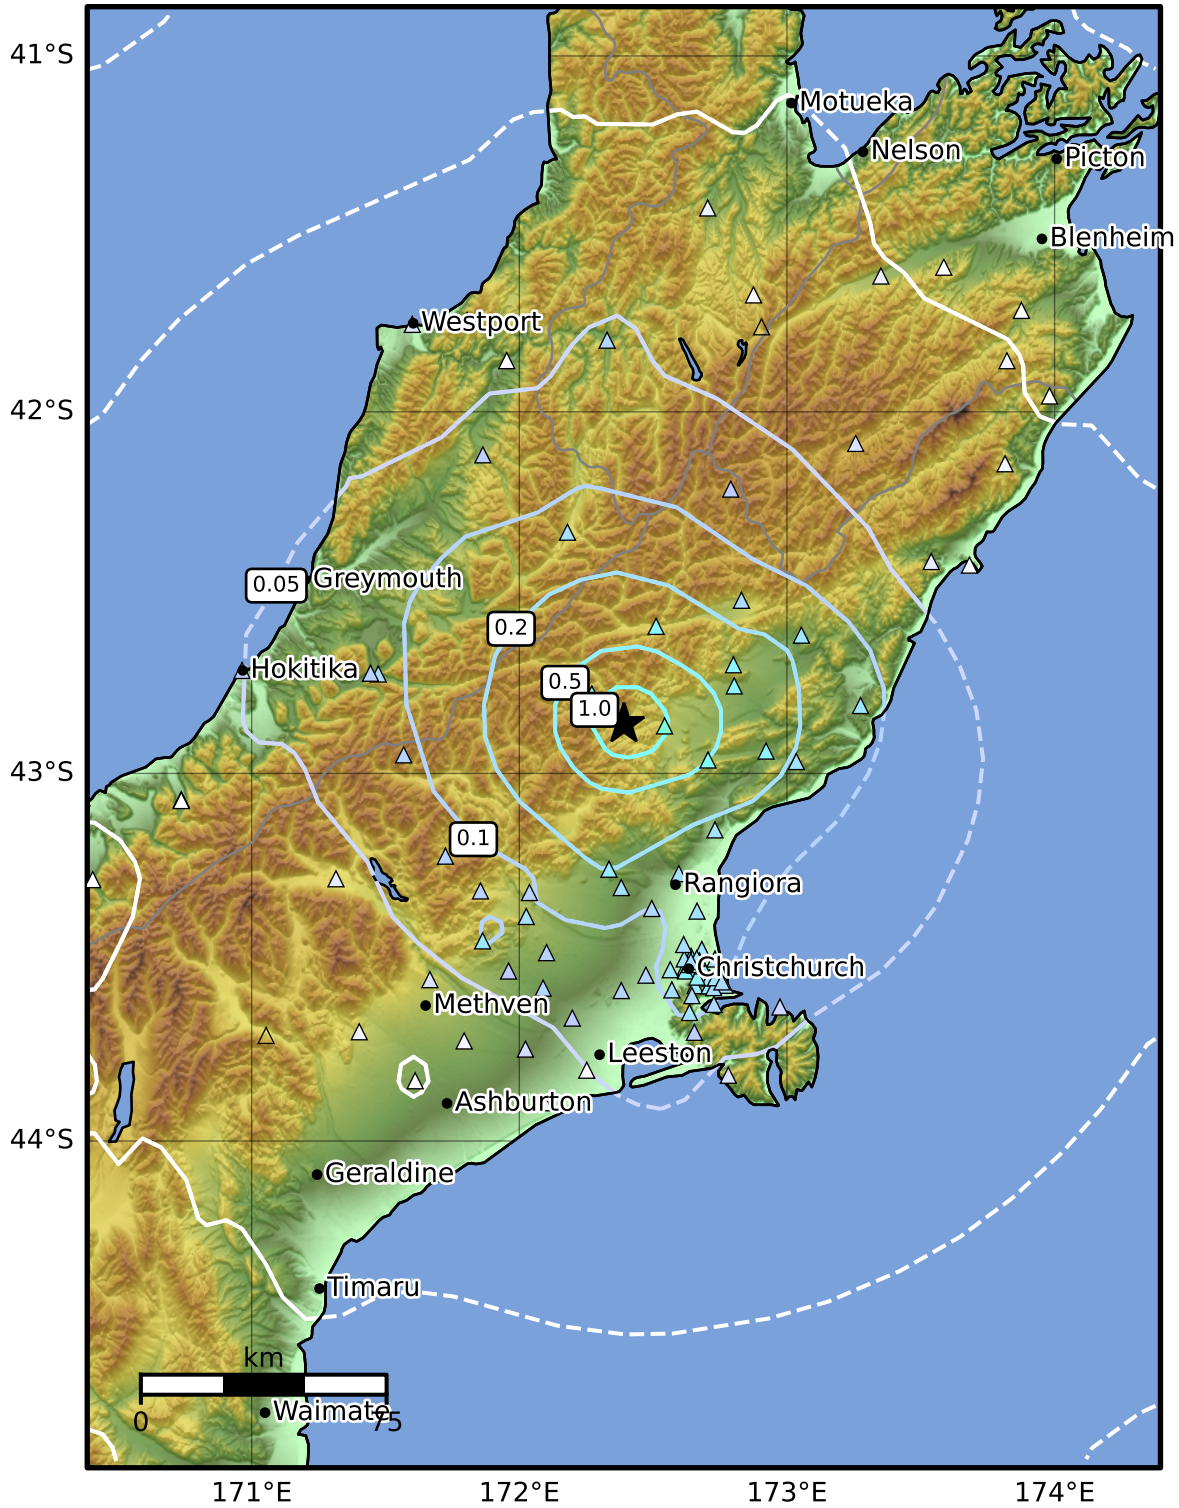 41°S
Motueka
Nelson
Picton
Blenheim
Westport
42°S
0.05
Greymouth
0.2
Hokitika
0.5
1.0
43°S
0.1
Rangiora
Christchurch
Methven
Leeston
Ashburton
44°S
Geraldine
Timaru
km
0
75
Waimate
171°E
172°E
173°E
174°E